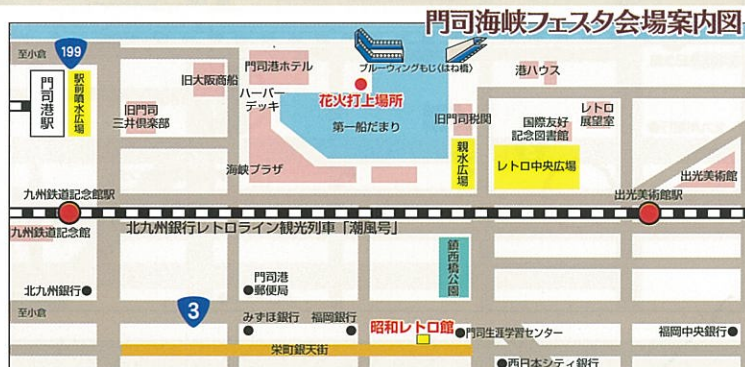 門司海峡フェスタ会場案内図
至小倉
199
門司港駅
駅前噴水広場
旧大阪商船
旧門司
三井倶楽部
門司港ホテル
ハーバー
デッキ
ブルーウィングもじ〈はね橋〉
花火打上場所
第一船だまり
海峡プラザ
旧門司税関
親水広場
港ハウス
国際友好
記念図書館
レトロ
展望室
レトロ中央広場
出光美術館
九州鉄道記念館駅
出光美術館駅
九州鉄道記念館
北九州銀行レトロライン観光列車「潮風号」
鎮西橋公園
北九州銀行
門司港
郵便局
至小倉
3
みずほ銀行
福岡銀行
昭和レトロ館
門司生涯学習センター
福岡中央銀行
栄町銀天街
西日本シティ銀行